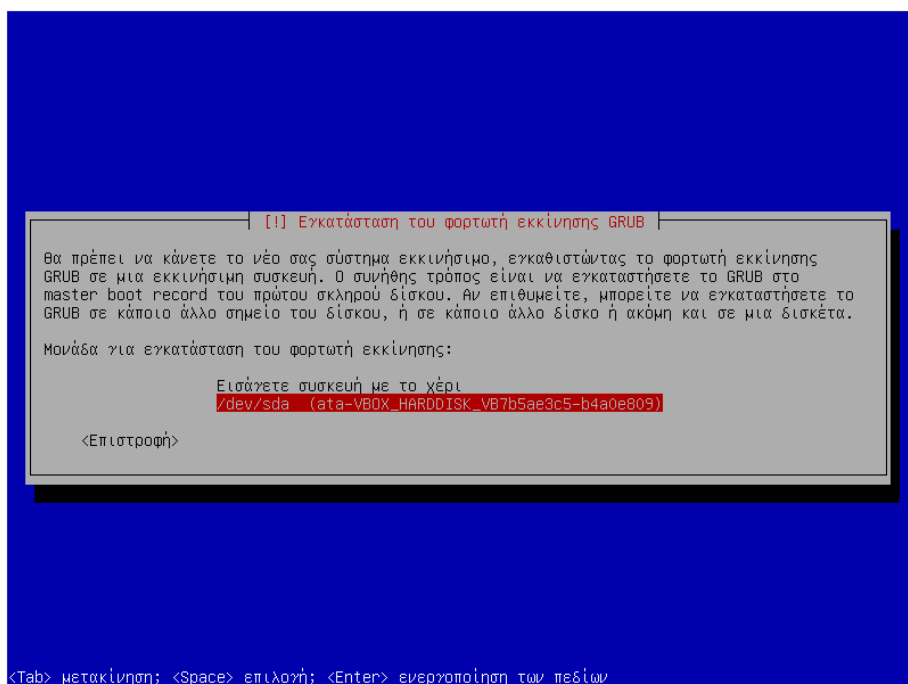 [!] Εγκατάσταση του φορτωτή εκκίνησης GRUB
Θα πρέπει να κάνετε το νέο σας σύστημα εκκινήσιμο, εγκαθιστώντας το φορτωτή εκκίνησης
GRUB σε μια εκκινήσιμη συσκευή. Ο συνήθης τρόπος είναι να εγκαταστήσετε το GRUB στο
master boot record του πρώτου σκληρού δίσκου. Αν επιθυμείτε, μπορείτε να εγκαταστήσετε το
GRUB σε κάποιο άλλο σημείο του δίσκου, ή σε κάποιο άλλο δίσκο ή ακόμη και σε μια δισκέτα.
Μονάδα για εγκατάσταση του φορτωτή εκκίνησης:
Εισάγετε συσκευή με το χέρι
/dev/sda (ata-VBOX_HARDDISK_VB7b5ae3c5-b4a0e809)
<Επιστροφή>
<Tab> μετακίνηση; <Space> επιλογή; <Enter> ενεργοποίηση των πεδίων